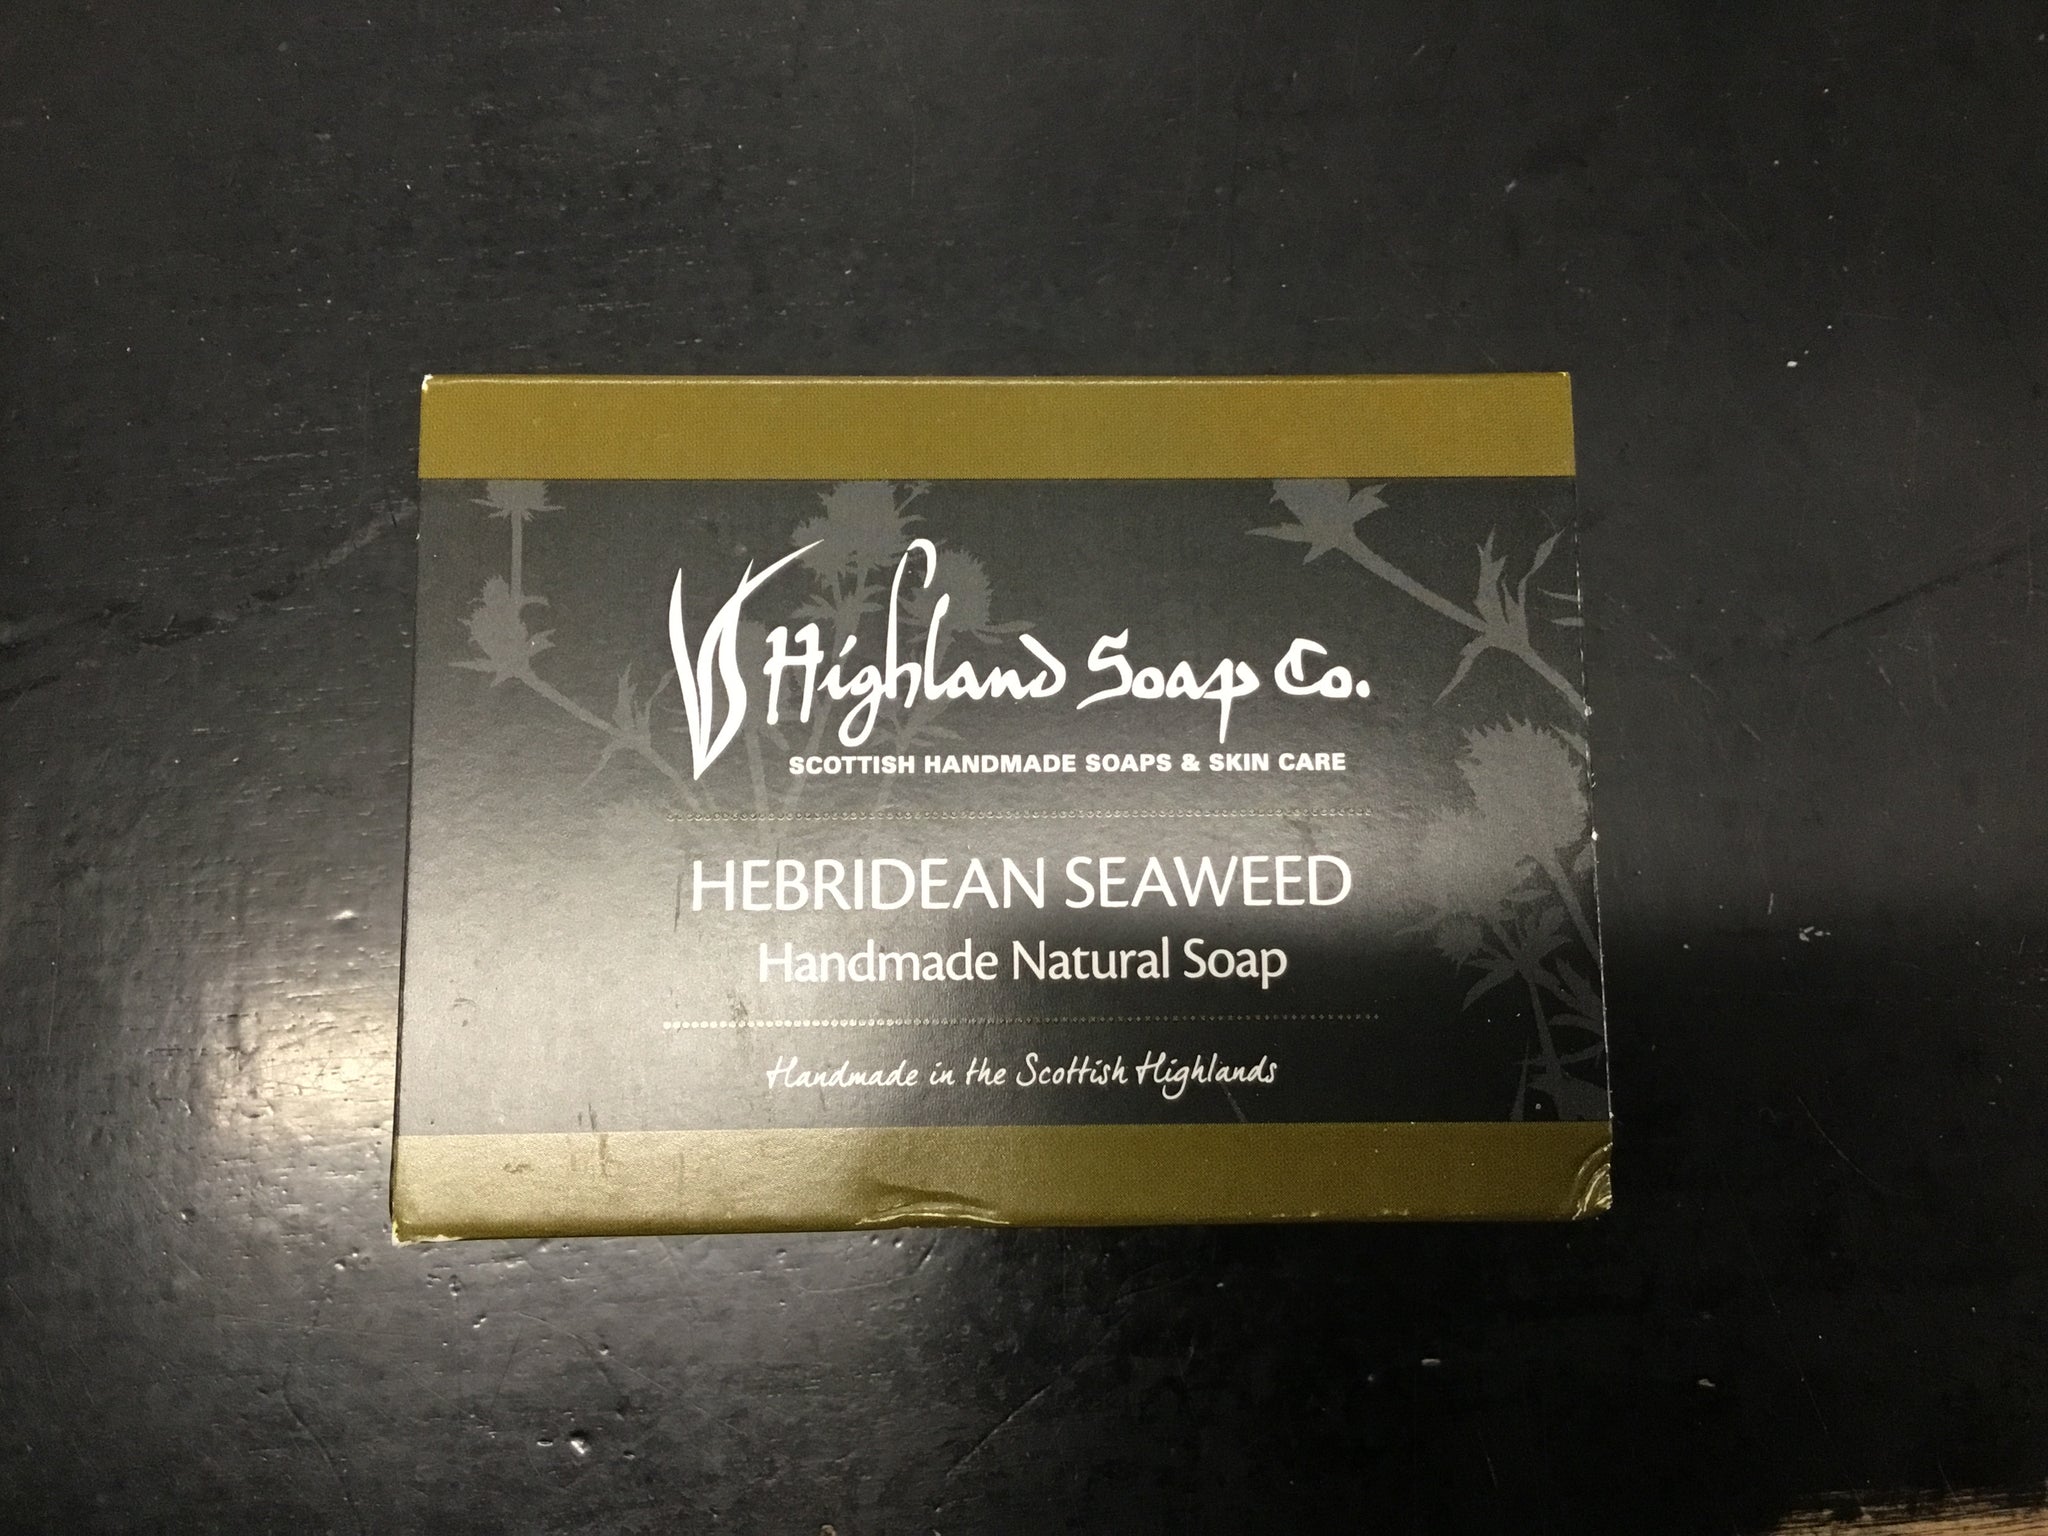 Highland Soap Co.
SCOTTISH HANDMADE SOAPS & SKIN CARE
HEBRIDEAN SEAWEED
Handmade Natural Soap
Handmade in the Scottish Highlands